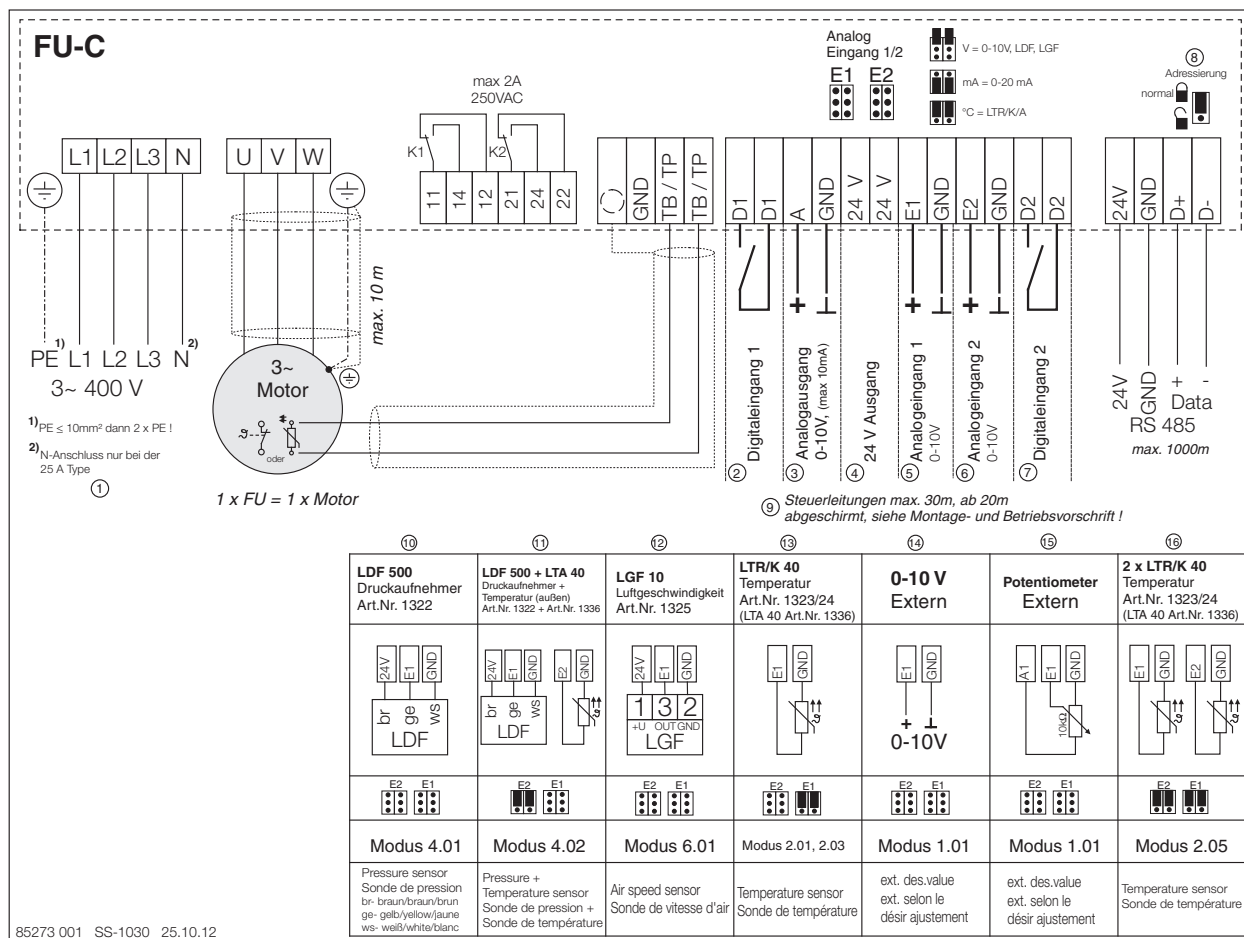 FU-C
max 2A
250VAC
Analog
Eingang 1/2
E1 E2
V = 0-10V, LDF, LGF
mA = 0-20 mA
°C = LTR/K/A
8
Adressierung
normal
L1 L2 L3 N
U V W
K1 K2
11 14 12 21 24 22
GND TB / TP TB / TP
D1 D1 A GND 24 V 24 V E1 GND E2 GND D2 D2
24V GND D+ D-
max. 10 m
PE 1) L1 L2 L3 N 2)
3~ 400 V
3~
Motor
oder
1) PE ≤ 10mm² dann 2 x PE !
2) N-Anschluss nur bei der
25 A Type
1
1 x FU = 1 x Motor
2 Digitaleingang 1
3 Analogausgang
0-10V, (max 10mA)
4 24 V Ausgang
5 Analogeingang 1
0-10V
6 Analogeingang 2
0-10V
7 Digitaleingang 2
24V GND + -
Data
RS 485
max. 1000m
9 Steuerleitungen max. 30m, ab 20m
abgeschirmt, siehe Montage- und Betriebsvorschrift !
10
LDF 500
Druckaufnehmer
Art.Nr. 1322
24V E1 GND
br ge ws
LDF
E2 E1
Modus 4.01
Pressure sensor
Sonde de pression
br- braun/braun/brun
ge- gelb/yellow/jaune
ws- weiß/white/blanc
11
LDF 500 + LTA 40
Druckaufnehmer +
Temperatur (außen)
Art.Nr. 1322 + Art.Nr. 1336
24V E1 GND E2 GND
br ge ws
LDF
E2 E1
Modus 4.02
Pressure +
Temperature sensor
Sonde de pression +
Sonde de température
12
LGF 10
Luftgeschwindigkeit
Art.Nr. 1325
24V E1 GND
1 3 2
+U OUT GND
LGF
E2 E1
Modus 6.01
Air speed sensor
Sonde de vitesse d'air
13
LTR/K 40
Temperatur
Art.Nr. 1323/24
(LTA 40 Art.Nr. 1336)
E1 GND
E2 E1
Modus 2.01, 2.03
Temperature sensor
Sonde de température
14
0-10 V
Extern
E1 GND
+ ⊥
0-10V
E2 E1
Modus 1.01
ext. des.value
ext. selon le
désir ajustement
15
Potentiometer
Extern
A1 E1 GND
10kΩ
E2 E1
Modus 1.01
ext. des.value
ext. selon le
désir ajustement
16
2 x LTR/K 40
Temperatur
Art.Nr. 1323/24
(LTA 40 Art.Nr. 1336)
E1 GND E2 GND
E2 E1
Modus 2.05
Temperature sensor
Sonde de température
85273 001 SS-1030 25.10.12